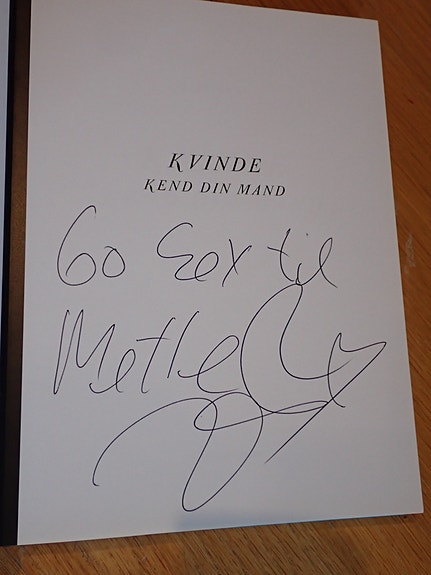 KVINDE
KEND DIN MAND
Go Sex til
Mette